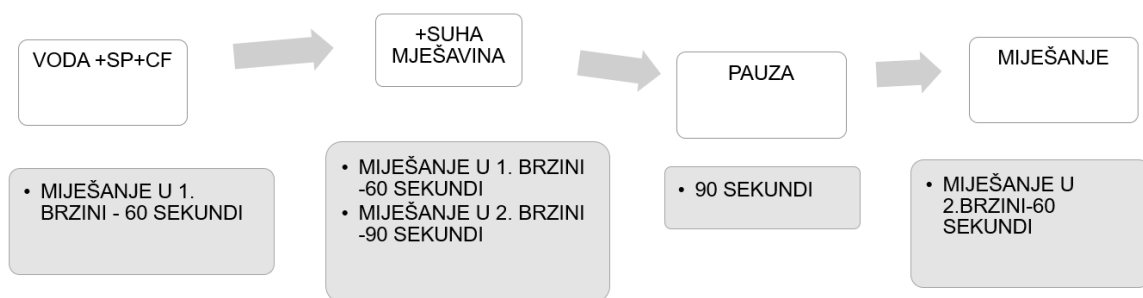 VODA +SP+CF
• MIJEŠANJE U 1.
BRZINI - 60 SEKUNDI
+SUHA
MJEŠAVINA
• MIJEŠANJE U 1. BRZINI
-60 SEKUNDI
• MIJEŠANJE U 2. BRZINI
-90 SEKUNDI
PAUZA
• 90 SEKUNDI
MIJEŠANJE
• MIJEŠANJE U
2.BRZINI-60
SEKUNDI